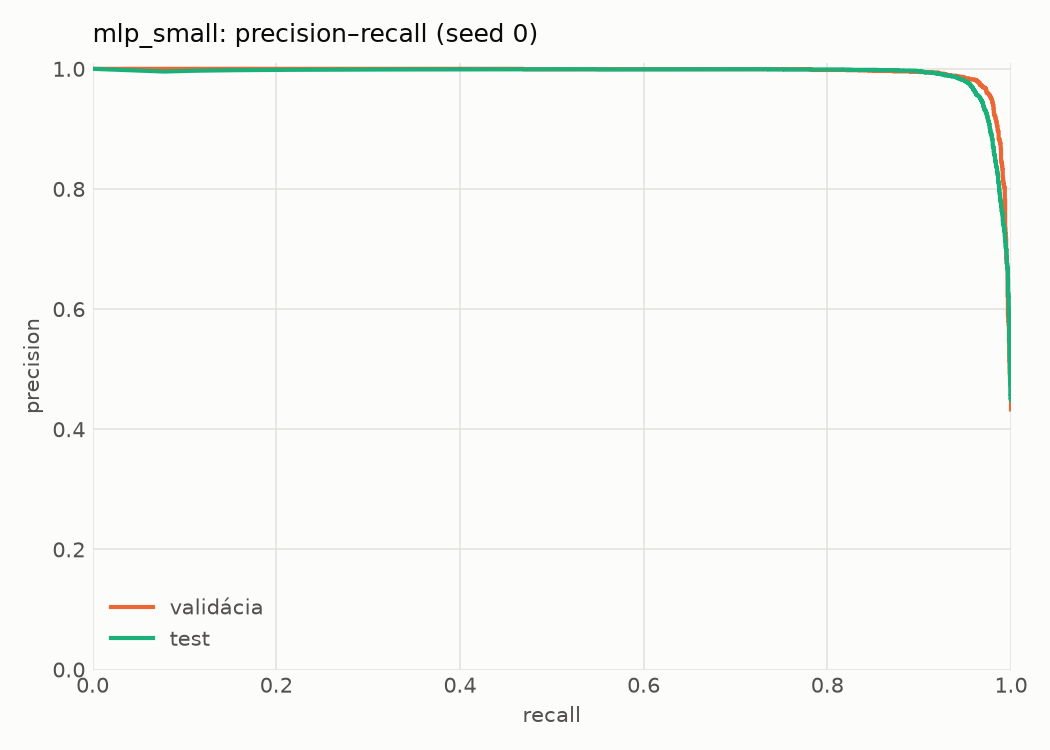 mlp_small: precision–recall (seed 0)
precision
1.0
0.8
0.6
0.4
0.2
0.0
validácia
test
0.0 0.2 0.4 0.6 0.8 1.0
recall